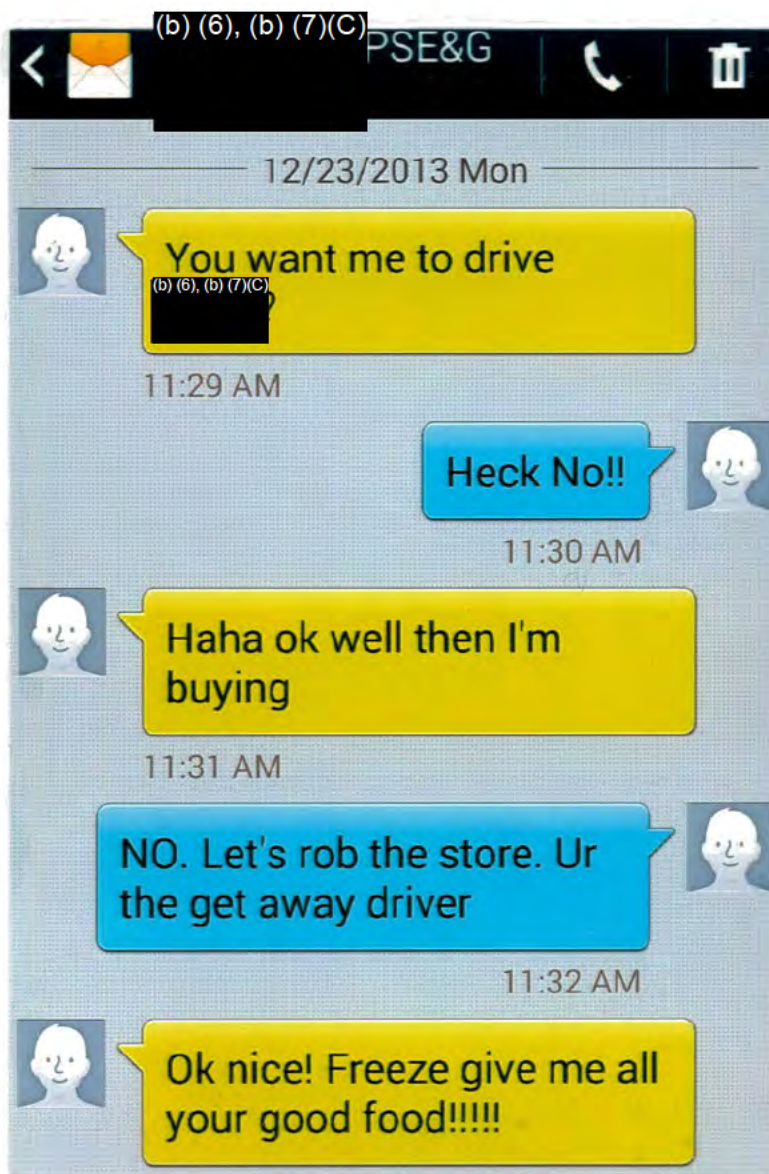 (b) (6), (b) (7)(C)
PSE&G
12/23/2013 Mon
You want me to drive
(b) (6), (b) (7)(C)
?
11:29 AM
Heck No!!
11:30 AM
Haha ok well then I'm
buying
11:31 AM
NO. Let's rob the store. Ur
the get away driver
11:32 AM
Ok nice! Freeze give me all
your good food!!!!!